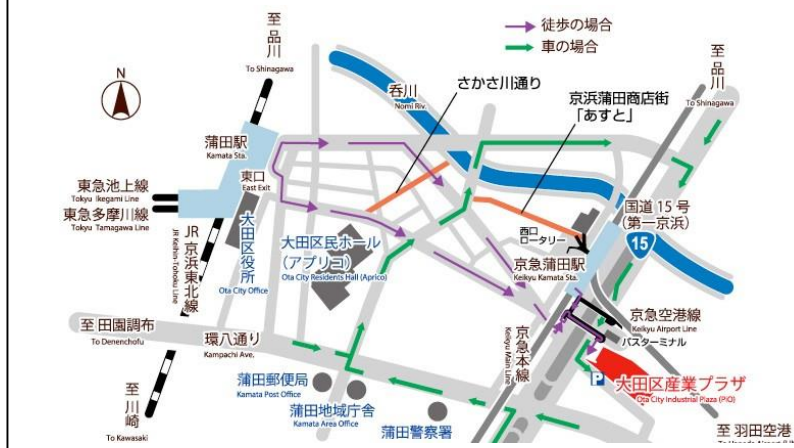 至品川
To Shinagawa
徒歩の場合
車の場合
至品川
To Shinagawa
N
呑川
Nomi Riv.
さかさ川通り
京浜蒲田商店街
「あすと」
蒲田駅
Kamata Sta.
東口
East Exit
東急池上線
Tokyu Ikegami Line
東急多摩川線
Tokyu Tamagawa Line
JR京浜東北線
JR Keihin-Tohoku Line
大田区役所
Ota City Office
大田区民ホール
（アプリコ）
Ota City Residents Hall (Aprico)
西口
ロータリー
京急蒲田駅
Keikyu Kamata Sta.
国道15号
（第一京浜）
15
至 田園調布
To Denenchofu
環八通り
Kampachi Ave.
京急本線
Keikyu Main Line
京急空港線
Keikyu Airport Line
バスターミナル
蒲田郵便局
Kamata Post Office
蒲田地域庁舎
Kamata Area Office
蒲田警察署
P
大田区産業プラザ
Ota City Industrial Plaza (PiO)
至川崎
To Kawasaki
至 羽田空港